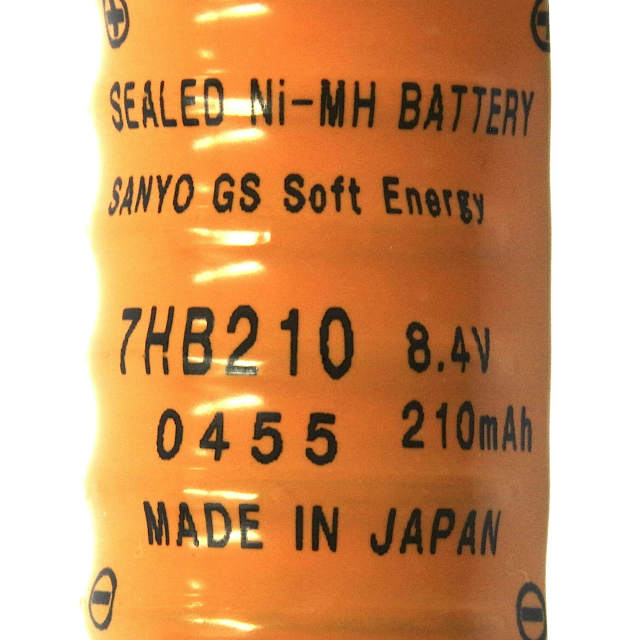 SEALED Ni-MH BATTERY
SANYO GS Soft Energy
7HB210 8.4V
0455 210mAh
MADE IN JAPAN